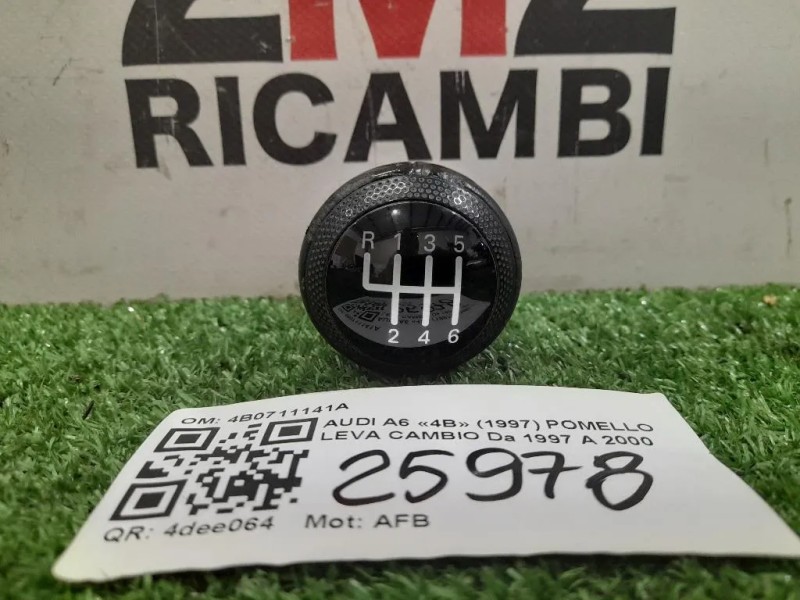 2M2
RICAMBI
R 1 3 5
2 4 6
OM: 4B0711141A
AUDI A6 «4B» (1997) POMELLO
LEVA CAMBIO Da 1997 A 2000
25978
QR: 4dee064 Mot: AFB